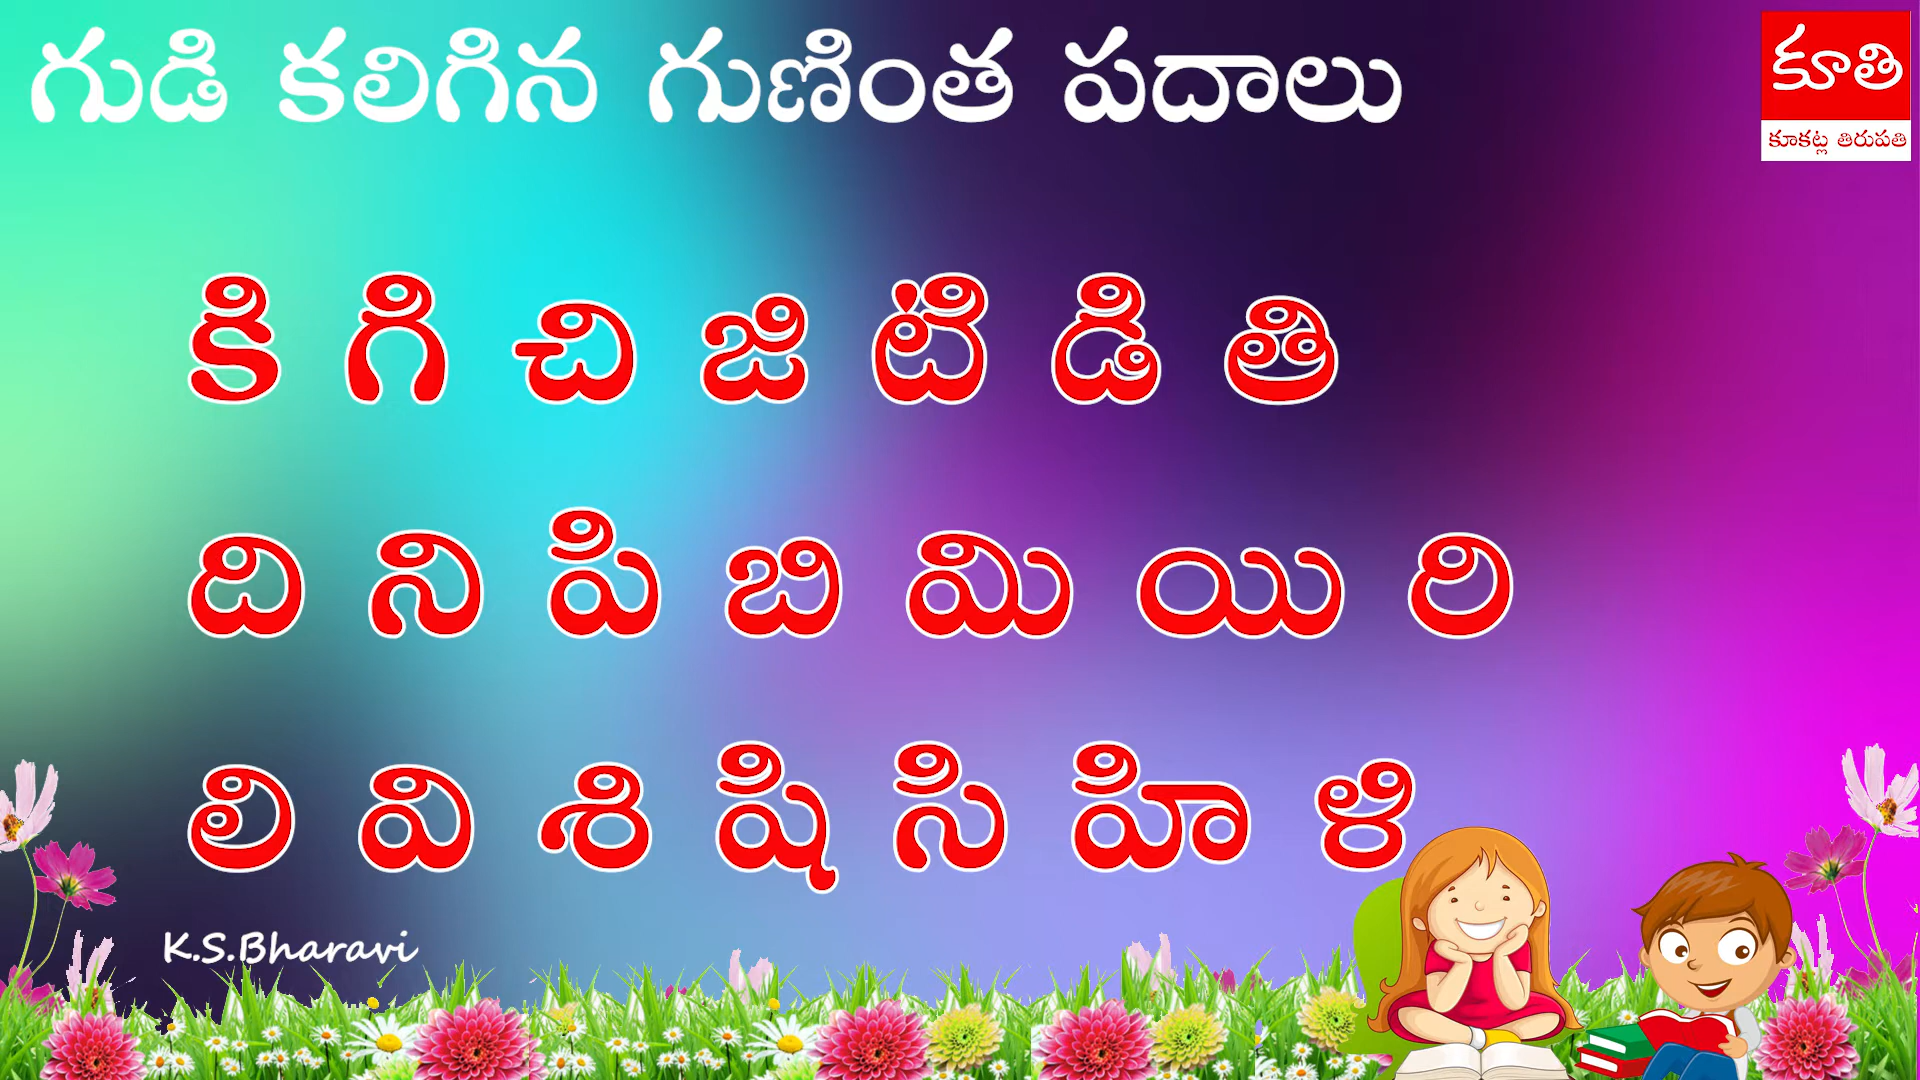 గుడి కలిగిన గుణింత పదాలు
కూతి
కూకట్ల తిరుపతి
కి గి చి జి టి డి తి
ది ని పి బి మి యి రి
లి వి శి షి సి హి ళి
K.S.Bharavi